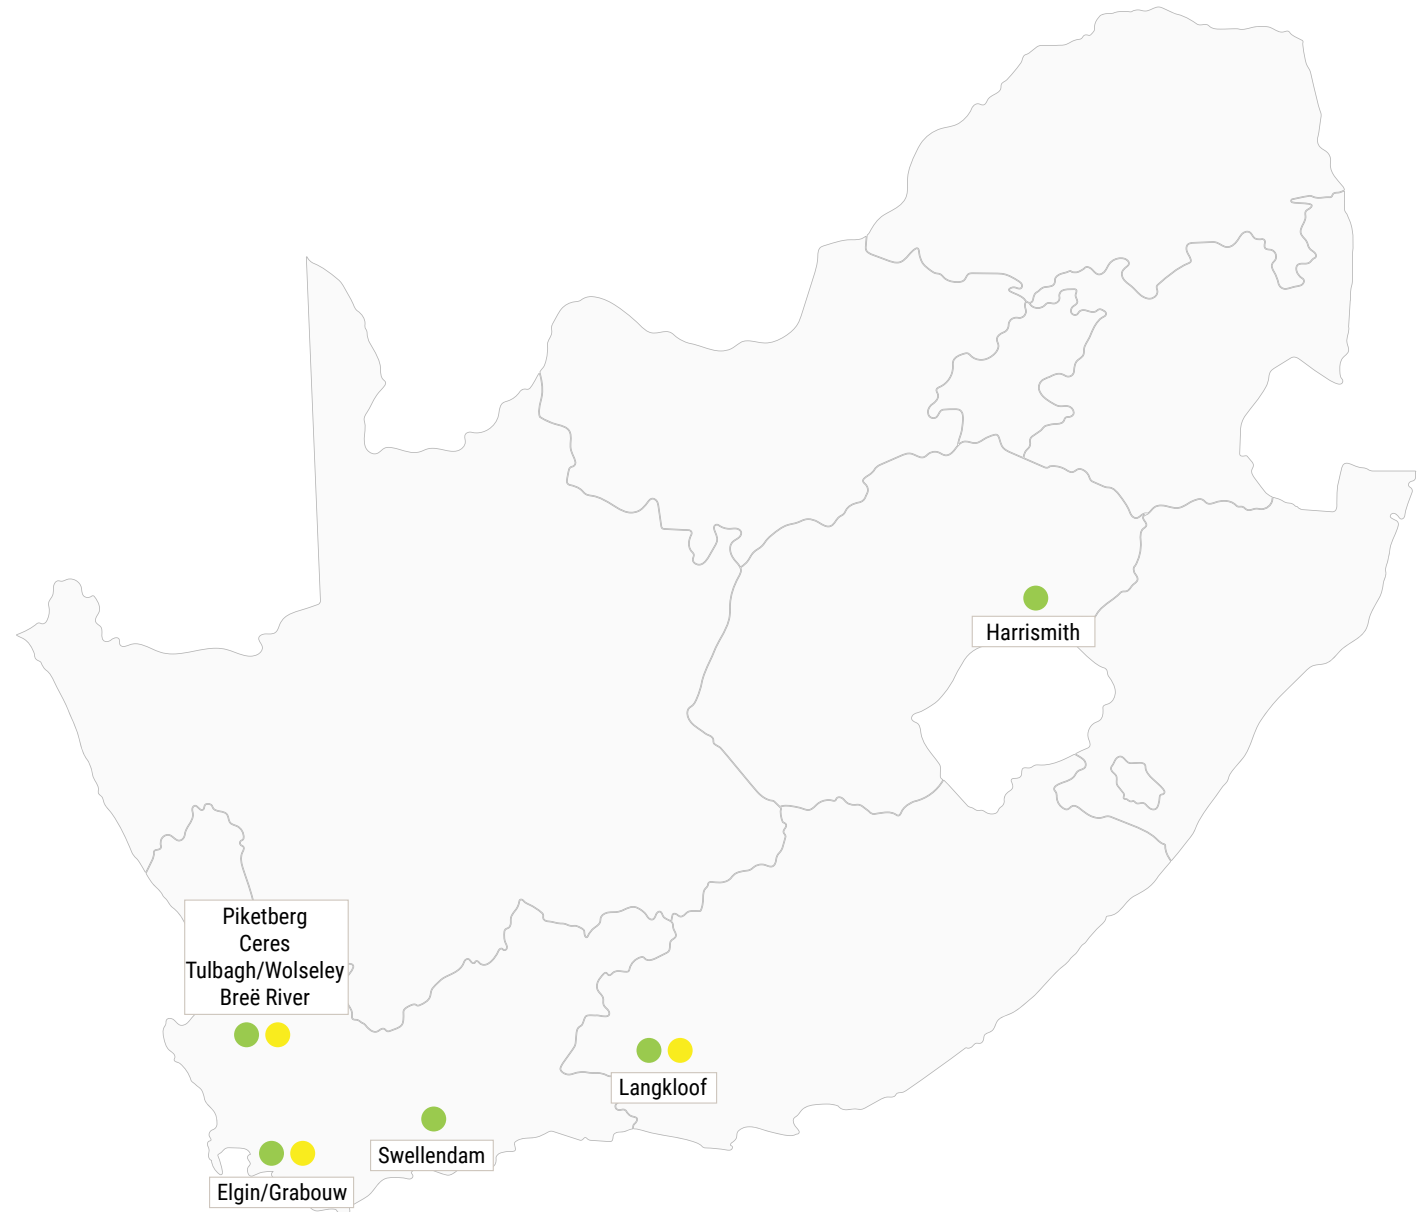 Harrismith
Piketberg
Ceres
Tulbagh/Wolseley
Breë River
Langkloof
Swellendam
Elgin/Grabouw